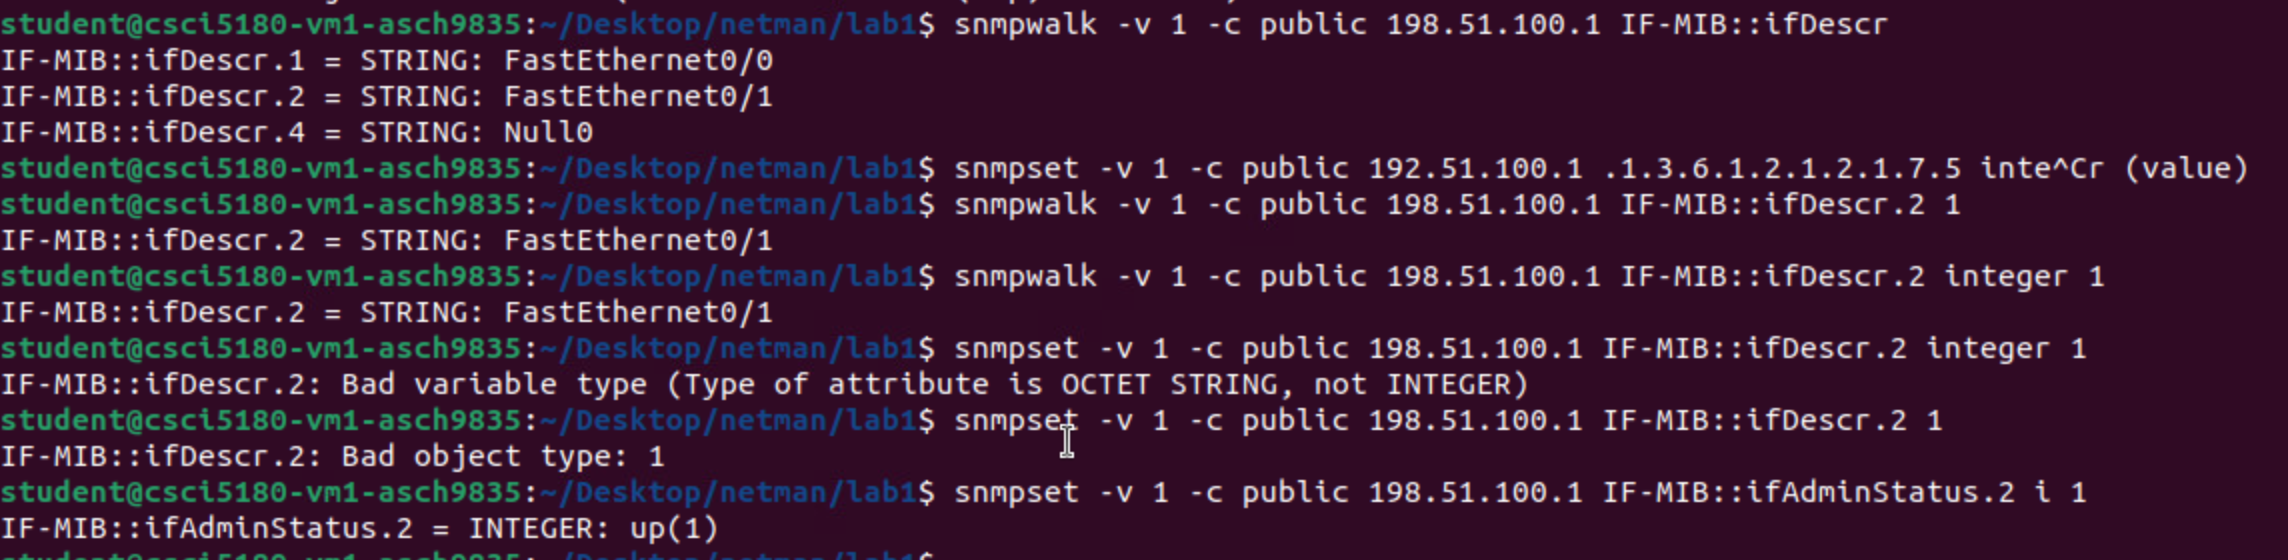 student@csci5180-vm1-asch9835:~/Desktop/netman/lab1$ snmpwalk -v 1 -c public 198.51.100.1 IF-MIB::ifDescr
IF-MIB::ifDescr.1 = STRING: FastEthernet0/0
IF-MIB::ifDescr.2 = STRING: FastEthernet0/1
IF-MIB::ifDescr.4 = STRING: Null0
student@csci5180-vm1-asch9835:~/Desktop/netman/lab1$ snmpset -v 1 -c public 192.51.100.1 .1.3.6.1.2.1.2.1.7.5 inte^Cr (value)
student@csci5180-vm1-asch9835:~/Desktop/netman/lab1$ snmpwalk -v 1 -c public 198.51.100.1 IF-MIB::ifDescr.2 1
IF-MIB::ifDescr.2 = STRING: FastEthernet0/1
student@csci5180-vm1-asch9835:~/Desktop/netman/lab1$ snmpwalk -v 1 -c public 198.51.100.1 IF-MIB::ifDescr.2 integer 1
IF-MIB::ifDescr.2 = STRING: FastEthernet0/1
student@csci5180-vm1-asch9835:~/Desktop/netman/lab1$ snmpset -v 1 -c public 198.51.100.1 IF-MIB::ifDescr.2 integer 1
IF-MIB::ifDescr.2: Bad variable type (Type of attribute is OCTET STRING, not INTEGER)
student@csci5180-vm1-asch9835:~/Desktop/netman/lab1$ snmpset -v 1 -c public 198.51.100.1 IF-MIB::ifDescr.2 1
IF-MIB::ifDescr.2: Bad object type: 1
student@csci5180-vm1-asch9835:~/Desktop/netman/lab1$ snmpset -v 1 -c public 198.51.100.1 IF-MIB::ifAdminStatus.2 i 1
IF-MIB::ifAdminStatus.2 = INTEGER: up(1)